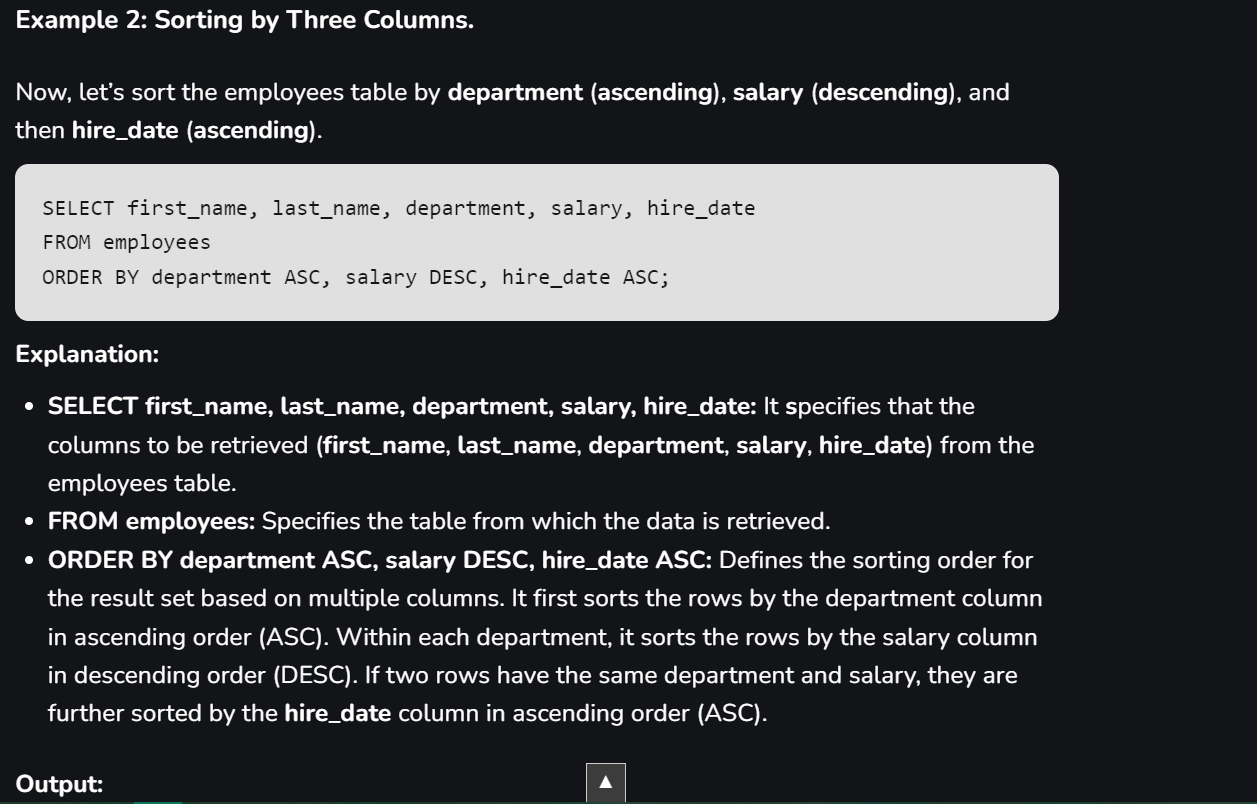 Example 2: Sorting by Three Columns.
Now, let’s sort the employees table by department (ascending), salary (descending), and
then hire_date (ascending).
SELECT first_name, last_name, department, salary, hire_date
FROM employees
ORDER BY department ASC, salary DESC, hire_date ASC;
Explanation:
• SELECT first_name, last_name, department, salary, hire_date: It specifies that the
columns to be retrieved (first_name, last_name, department, salary, hire_date) from the
employees table.
• FROM employees: Specifies the table from which the data is retrieved.
• ORDER BY department ASC, salary DESC, hire_date ASC: Defines the sorting order for
the result set based on multiple columns. It first sorts the rows by the department column
in ascending order (ASC). Within each department, it sorts the rows by the salary column
in descending order (DESC). If two rows have the same department and salary, they are
further sorted by the hire_date column in ascending order (ASC).
Output: